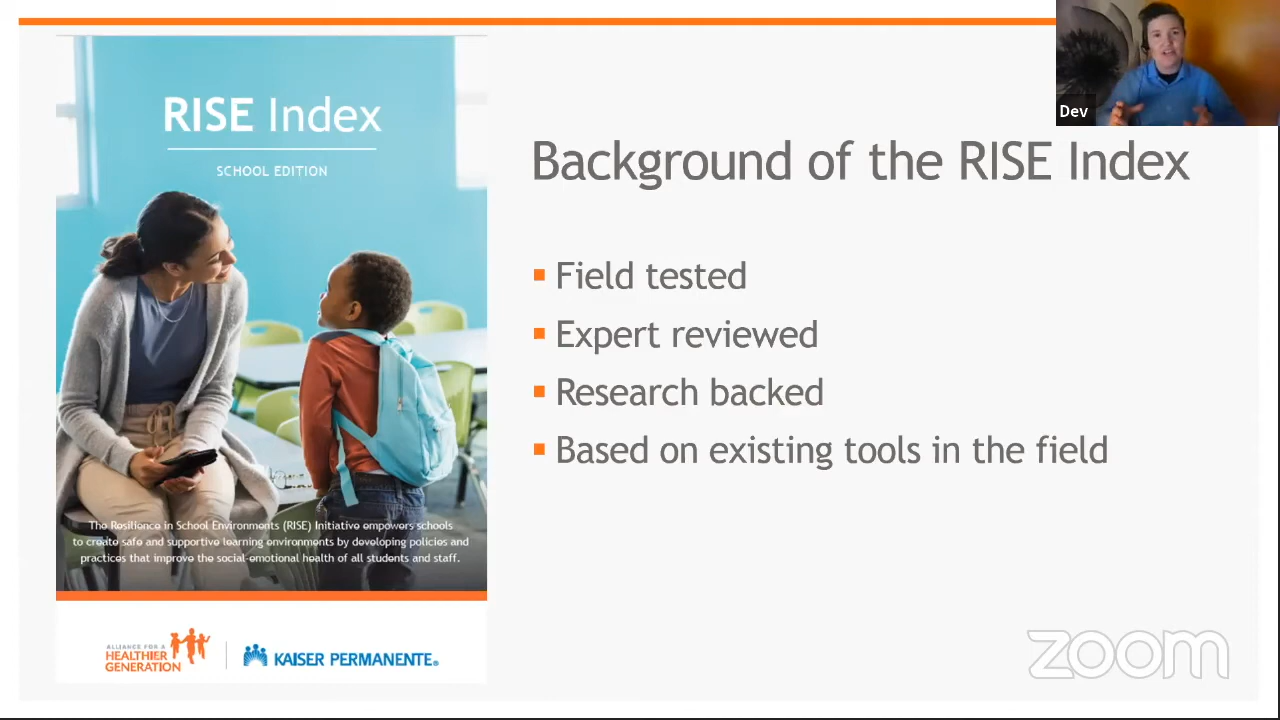 RISE Index
SCHOOL EDITION
The Resilience in School Environments (RISE) Initiative empowers schools
to create safe and supportive learning environments by developing policies and
practices that improve the social-emotional health of all students and staff.
ALLIANCE FOR A
HEALTHIER
GENERATION
KAISER PERMANENTE®
Dev
Background of the RISE Index
Field tested
Expert reviewed
Research backed
Based on existing tools in the field
zoom